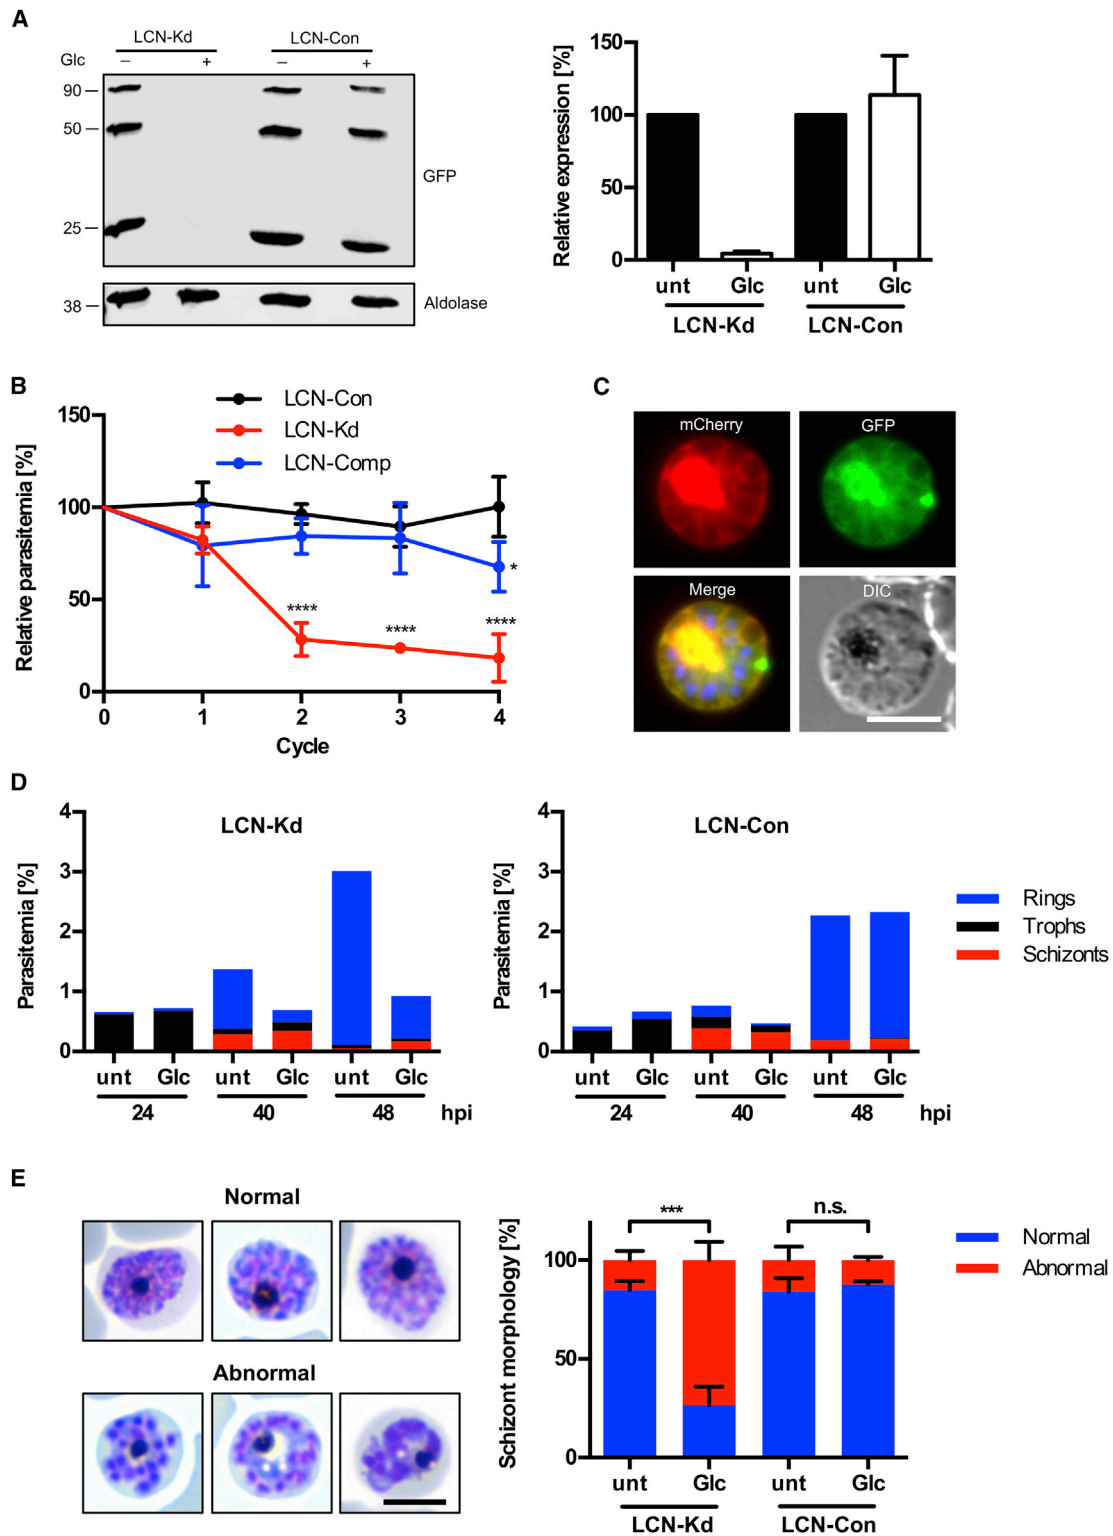 A
LCN-Kd
LCN-Con
Glc
–
+
–
+
90
50
25
GFP
38
Aldolase
Relative expression [%]
150
100
50
0
unt
Glc
unt
Glc
LCN-Kd
LCN-Con
B
LCN-Con
LCN-Kd
LCN-Comp
Relative parasitemia [%]
150
100
50
0
****
****
****
*
0
1
2
3
4
Cycle
C
mCherry
GFP
Merge
DIC
D
LCN-Kd
Parasitemia [%]
4
3
2
1
0
unt
Glc
unt
Glc
unt
Glc
24
40
48
hpi
LCN-Con
Parasitemia [%]
4
3
2
1
0
unt
Glc
unt
Glc
unt
Glc
24
40
48
hpi
Rings
Trophs
Schizonts
E
Normal
Abnormal
Schizont morphology [%]
100
50
0
***
n.s.
unt
Glc
unt
Glc
LCN-Kd
LCN-Con
Normal
Abnormal